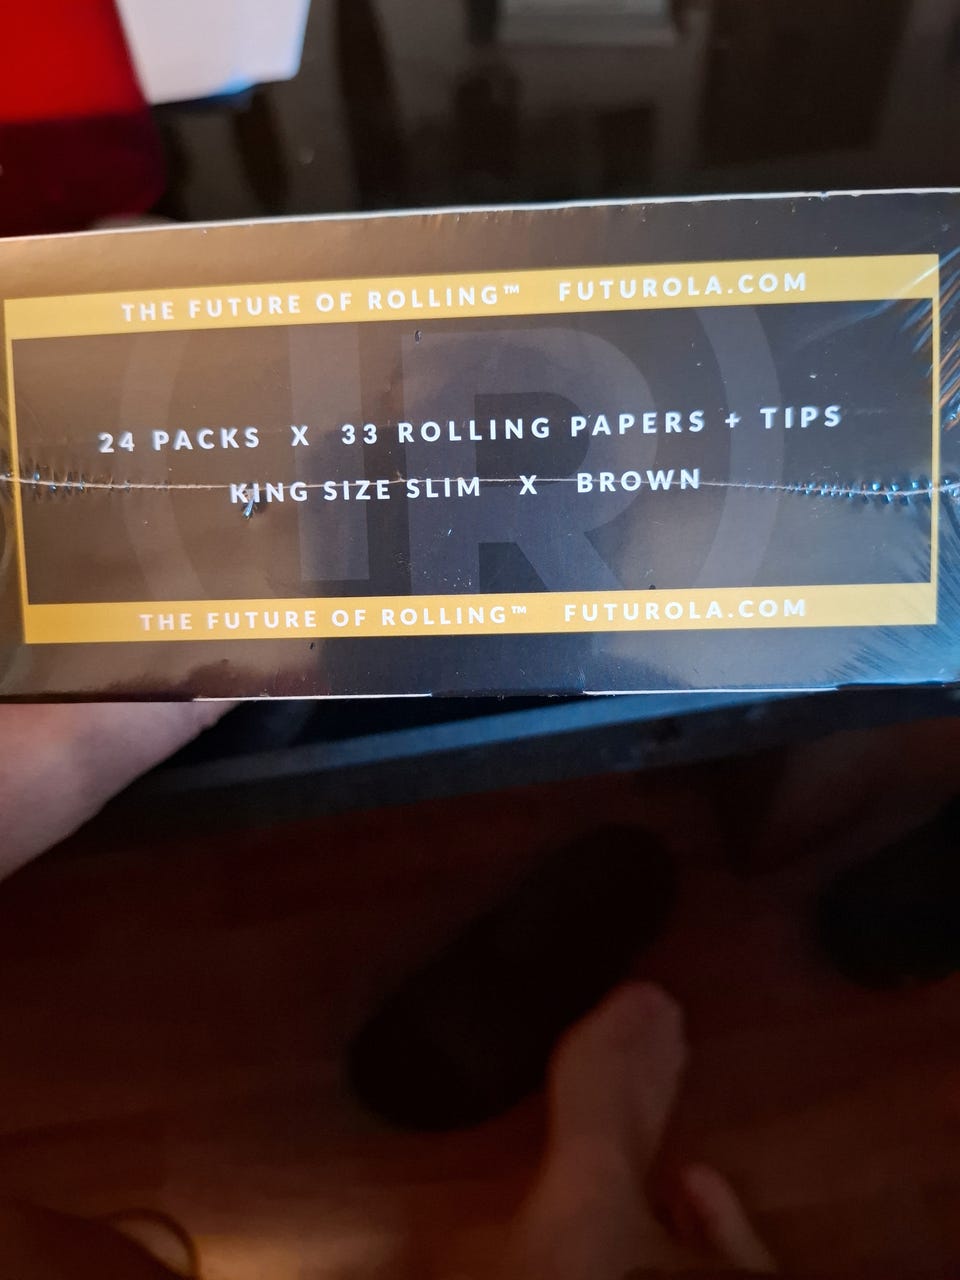 THE FUTURE OF ROLLING™ FUTUROLA.COM
24 PACKS X 33 ROLLING PAPERS + TIPS
KING SIZE SLIM X BROWN
THE FUTURE OF ROLLING™ FUTUROLA.COM